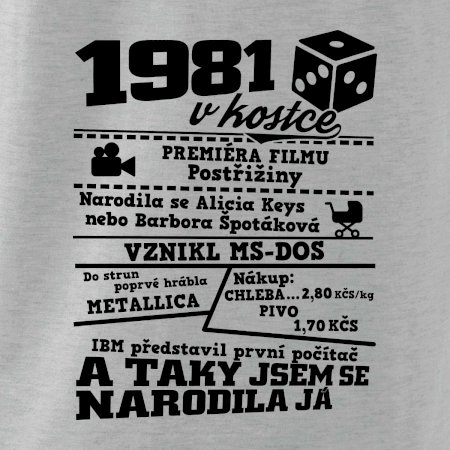 1981
v kostce
PREMIÉRA FILMU
Postřižiny
Narodila se Alicia Keys
nebo Barbora Špotáková
VZNIKL MS-DOS
Do strun
poprvé hrábla
METALLICA
Nákup:
CHLEBA...2,80 KČS/kg
PIVO
1,70 KČS
IBM představil první počítač
A TAKY JSEM SE
NARODILA JÁ